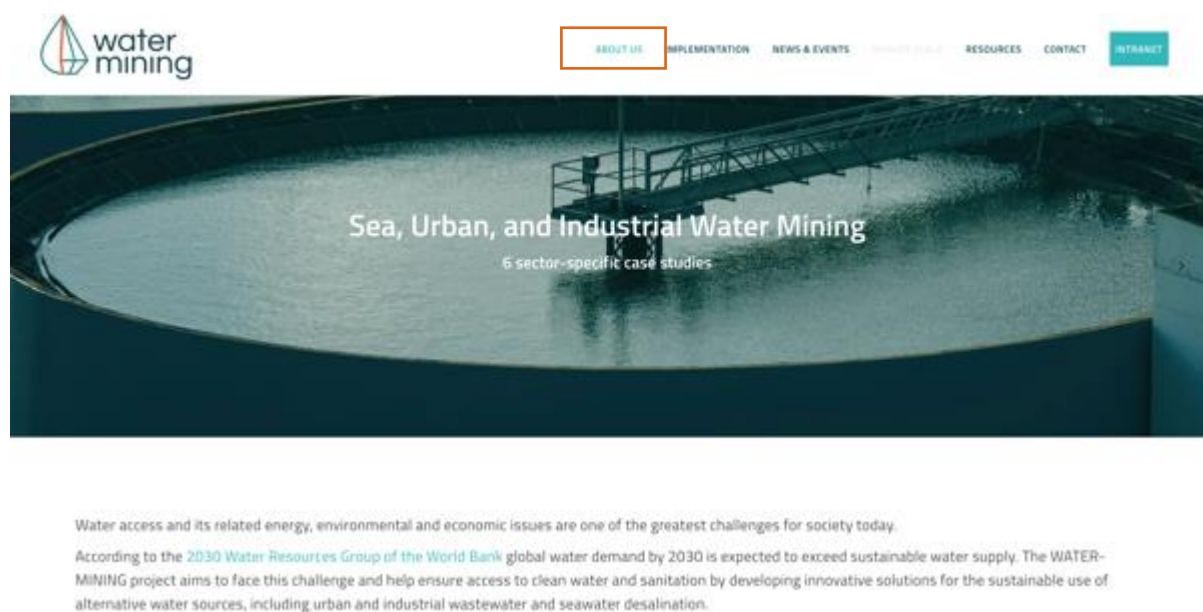 water
mining
ABOUT US IMPLEMENTATION NEWS & EVENTS RESOURCES CONTACT INTRANET
Sea, Urban, and Industrial Water Mining
6 sector-specific case studies
Water access and its related energy, environmental and economic issues are one of the greatest challenges for society today.
According to the 2030 Water Resources Group of the World Bank global water demand by 2030 is expected to exceed sustainable water supply. The WATER-
MINING project aims to face this challenge and help ensure access to clean water and sanitation by developing innovative solutions for the sustainable use of
alternative water sources, including urban and industrial wastewater and seawater desalination.